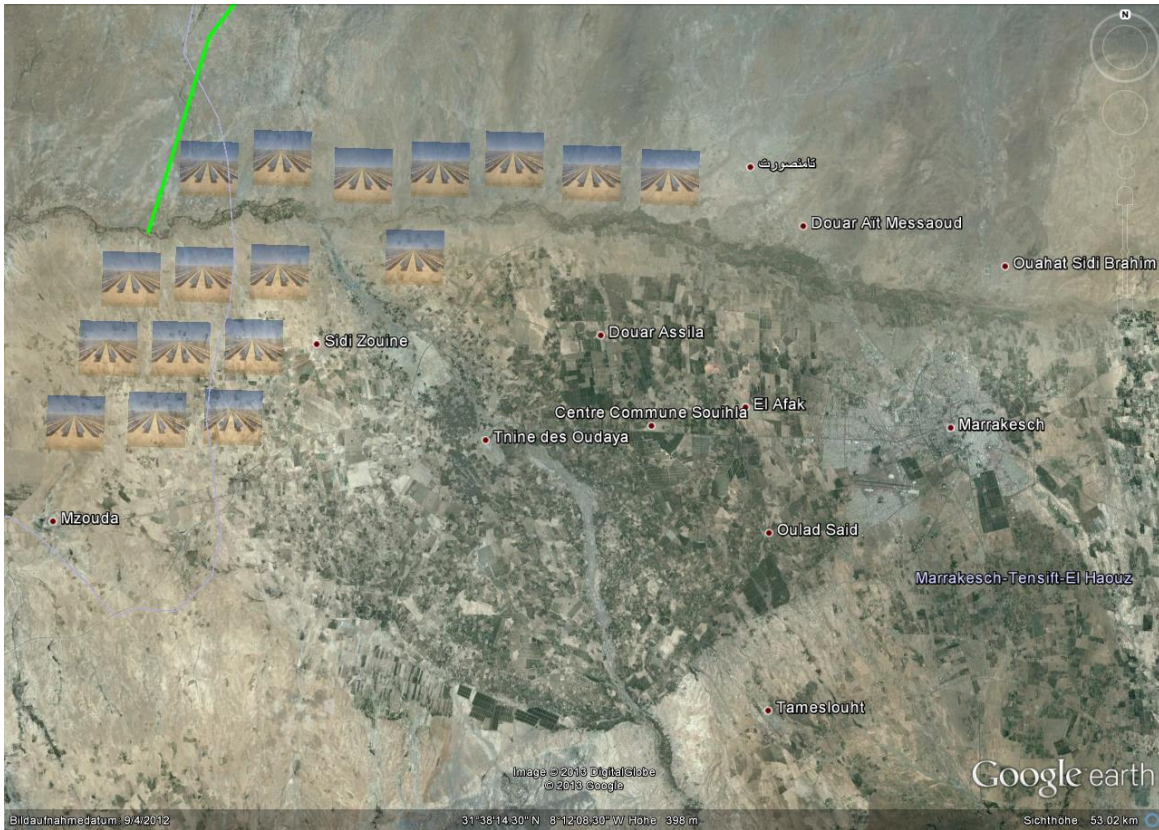 N
تامنصورت
Douar Aït Messaoud
Ouahat Sidi Brahim
Douar Assila
Sidi Zouine
El Afak
Centre Commune Souihla
Marrakesch
Tnine des Oudaya
Mzouda
Oulad Said
Marrakesch-Tensift-El Haouz
Tameslouht
Image © 2013 DigitalGlobe
© 2013 Google
Google earth
Bildaufnahmedatum: 9/4/2012 31°38'14.30" N 8°12'08.30" W Höhe 398 m Sichthöhe 53.02 km